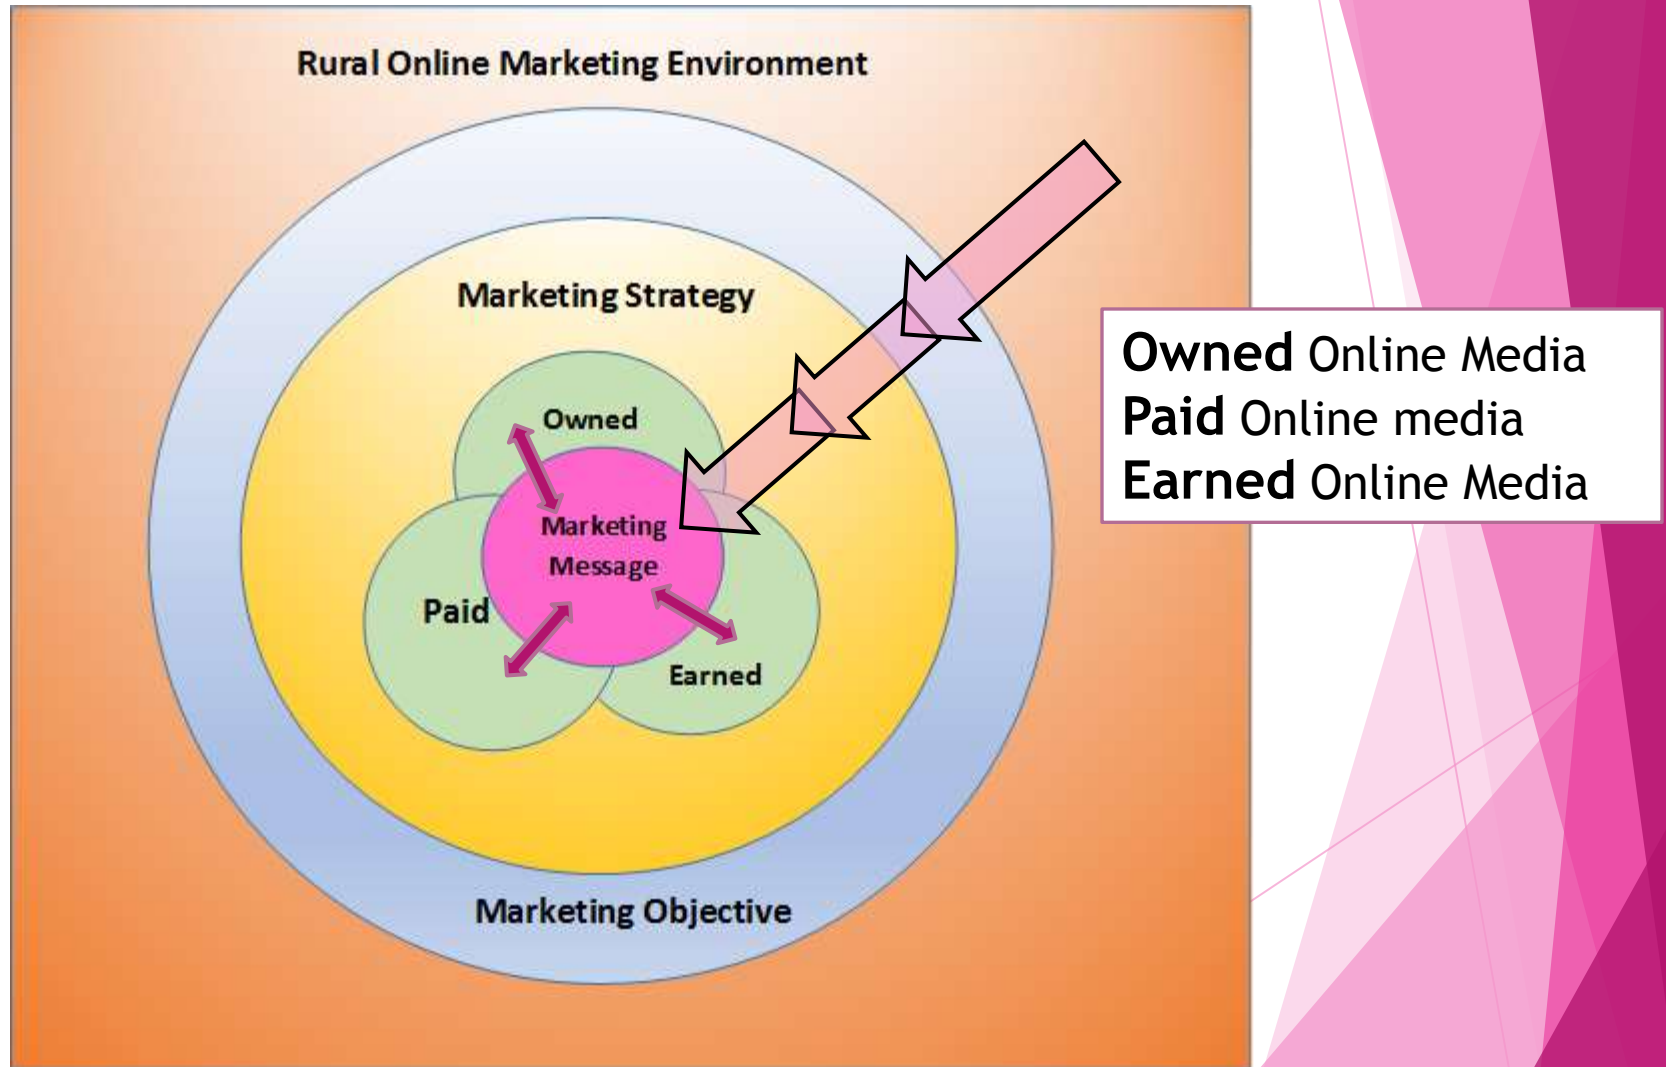 Rural Online Marketing Environment
Marketing Strategy
Owned
Marketing
Message
Paid
Earned
Marketing Objective
Owned Online Media
Paid Online media
Earned Online Media